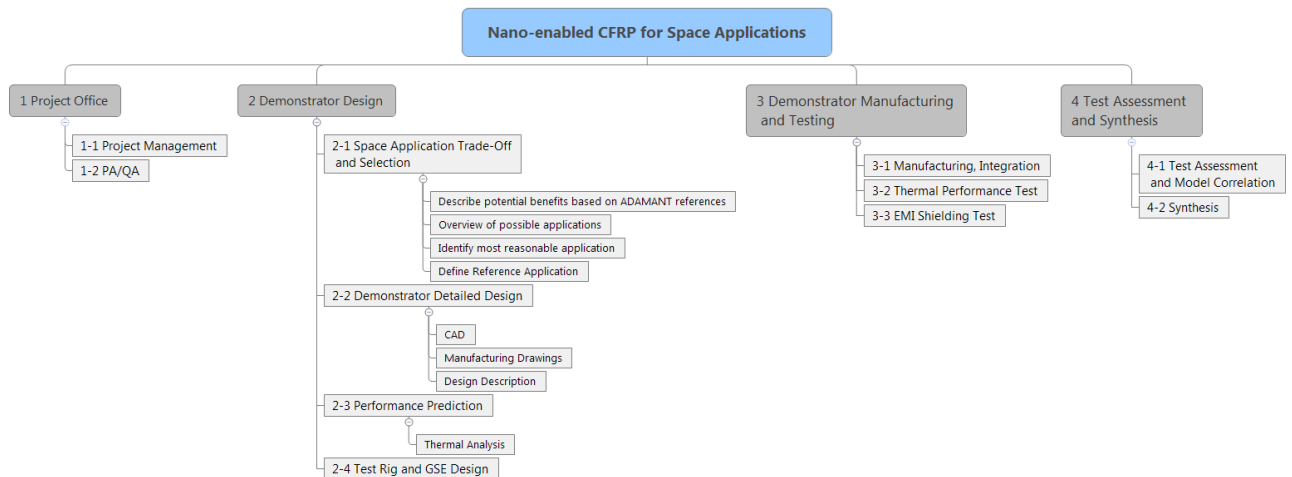 Nano-enabled CFRP for Space Applications
1 Project Office
1-1 Project Management
1-2 PA/QA
2 Demonstrator Design
2-1 Space Application Trade-Off
and Selection
Describe potential benefits based on ADAMANT references
Overview of possible applications
Identify most reasonable application
Define Reference Application
2-2 Demonstrator Detailed Design
CAD
Manufacturing Drawings
Design Description
2-3 Performance Prediction
Thermal Analysis
2-4 Test Rig and GSE Design
3 Demonstrator Manufacturing
and Testing
3-1 Manufacturing, Integration
3-2 Thermal Performance Test
3-3 EMI Shielding Test
4 Test Assessment
and Synthesis
4-1 Test Assessment
and Model Correlation
4-2 Synthesis